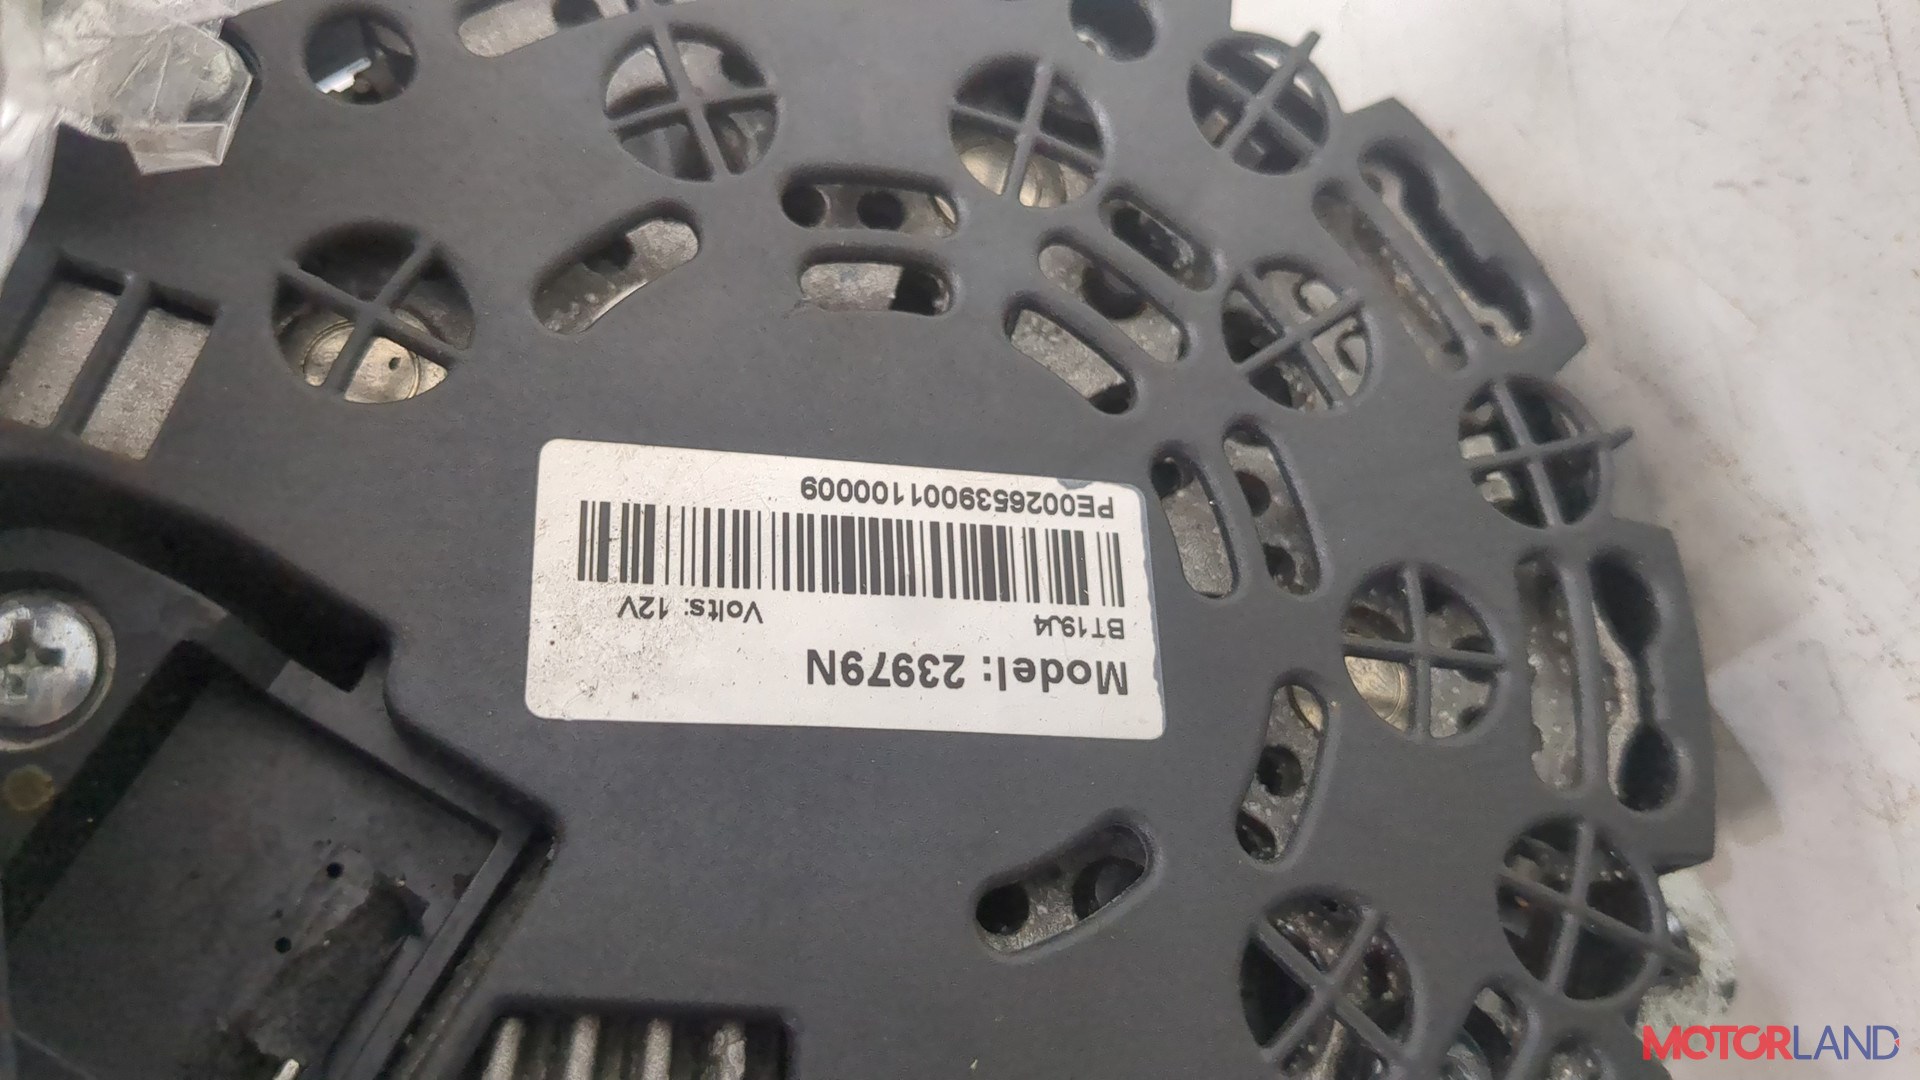 Model: 23979N
BT19J4 Volts: 12V
PE0026539001100009
MOTORLAND